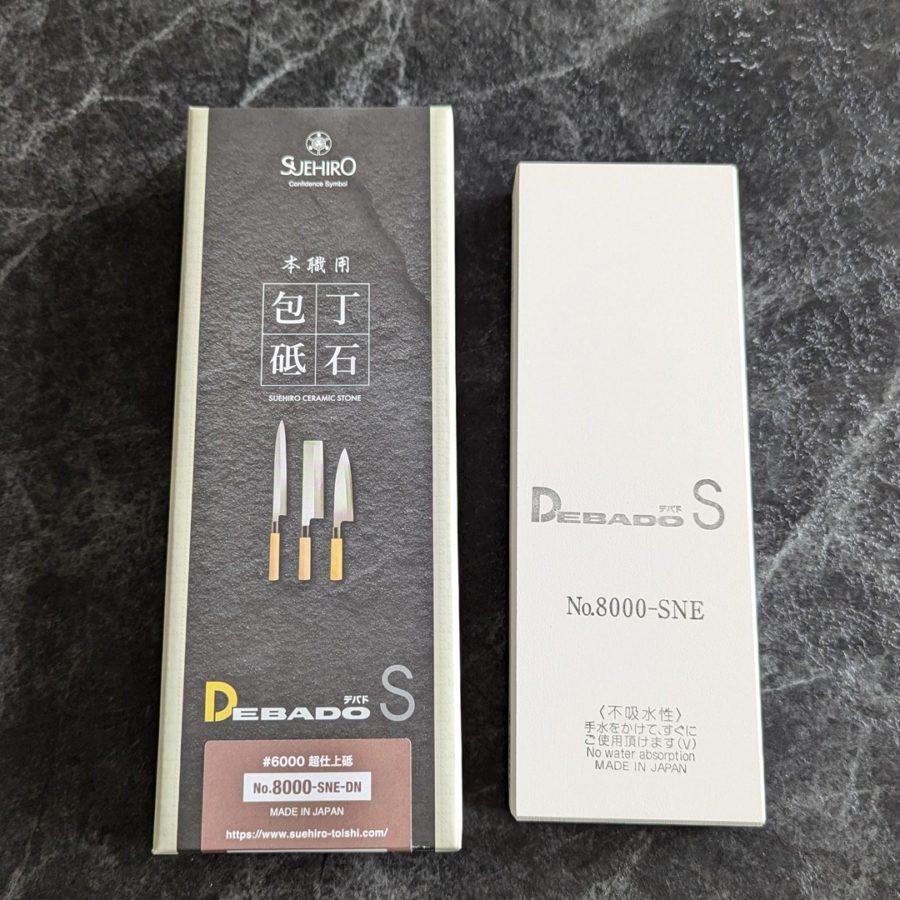 SUEHIRO
Confidence Symbol
本職用
包丁
砥石
SUEHIRO CERAMIC STONE
デバド
DEBADO S
#6000 超仕上砥
No.8000-SNE-DN
MADE IN JAPAN
https://www.suehiro-toishi.com/
デバド
DEBADO S
No.8000-SNE
〈不吸水性〉
手水をかけて、すぐに
ご使用頂けます(V)
No water absorption
MADE IN JAPAN